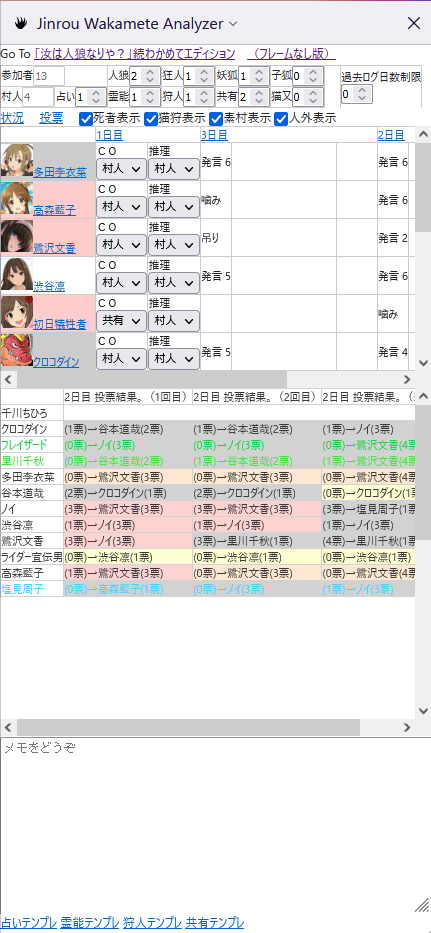 Jinrou Wakamete Analyzer
Go To 「汝は人狼なりや？」続わかめてエディション （フレームなし版）
参加者 13 人狼 2 狂人 1 妖狐 1 子狐 0 過去ログ日数制限
村人 4 占い 1 霊能 1 狩人 1 共有 2 猫又 0 0
状況 投票 死者表示 猫狩表示 素村表示 人外表示
1日目 3日目 2日目
多田李衣菜 ＣＯ 村人 推理 村人 発言 6 発言 6
高森藍子 ＣＯ 村人 推理 村人 噛み 発言 6
鷺沢文香 ＣＯ 村人 推理 村人 吊り 発言 2
渋谷凛 ＣＯ 村人 推理 村人 発言 5 発言 6
初日犠牲者 ＣＯ 共有 推理 村人 噛み
クロコダイン ＣＯ 村人 推理 村人 発言 5 発言 4
2日目 投票結果。（1回目） 2日目 投票結果。（2回目） 2日目 投票結果。（
千川ちひろ
クロコダイン (1票)→谷本道哉(2票) (1票)→谷本道哉(2票) (1票)→ノイ(3票)
フレイザード (0票)→ノイ(3票) (0票)→ノイ(3票) (0票)→鷺沢文香(4票
黒川千秋 (0票)→谷本道哉(2票) (1票)→谷本道哉(2票) (1票)→ノイ(3票)
多田李衣菜 (0票)→鷺沢文香(3票) (0票)→鷺沢文香(3票) (0票)→鷺沢文香(4票
谷本道哉 (2票)→クロコダイン(1票) (2票)→クロコダイン(1票) (0票)→クロコダイン(1
ノイ (3票)→鷺沢文香(3票) (3票)→鷺沢文香(3票) (3票)→塩見周子(1票
渋谷凛 (1票)→ノイ(3票) (1票)→ノイ(3票) (1票)→ノイ(3票)
鷺沢文香 (3票)→ノイ(3票) (3票)→黒川千秋(1票) (4票)→黒川千秋(1票
ライダー宣伝男 (0票)→渋谷凛(1票) (0票)→渋谷凛(1票) (0票)→渋谷凛(1票)
高森藍子 (1票)→鷺沢文香(3票) (0票)→鷺沢文香(3票) (0票)→鷺沢文香(4票
塩見周子 (0票)→高森藍子(1票) (0票)→ノイ(3票) (1票)→ノイ(3票)
メモをどうぞ
占いテンプレ 霊能テンプレ 狩人テンプレ 共有テンプレ